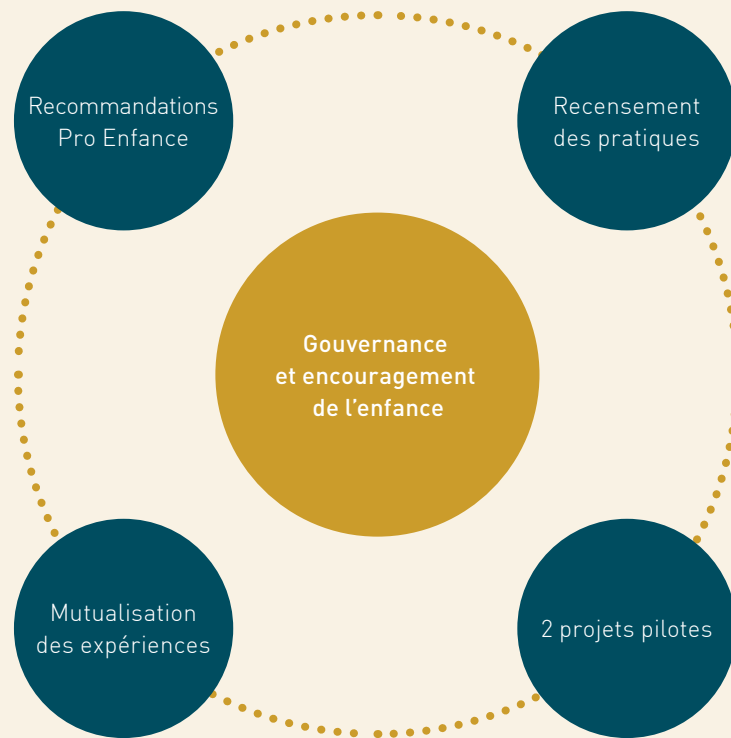 Recommandations
Pro Enfance
Recensement
des pratiques
Gouvernance
et encouragement
de l’enfance
Mutualisation
des expériences
2 projets pilotes